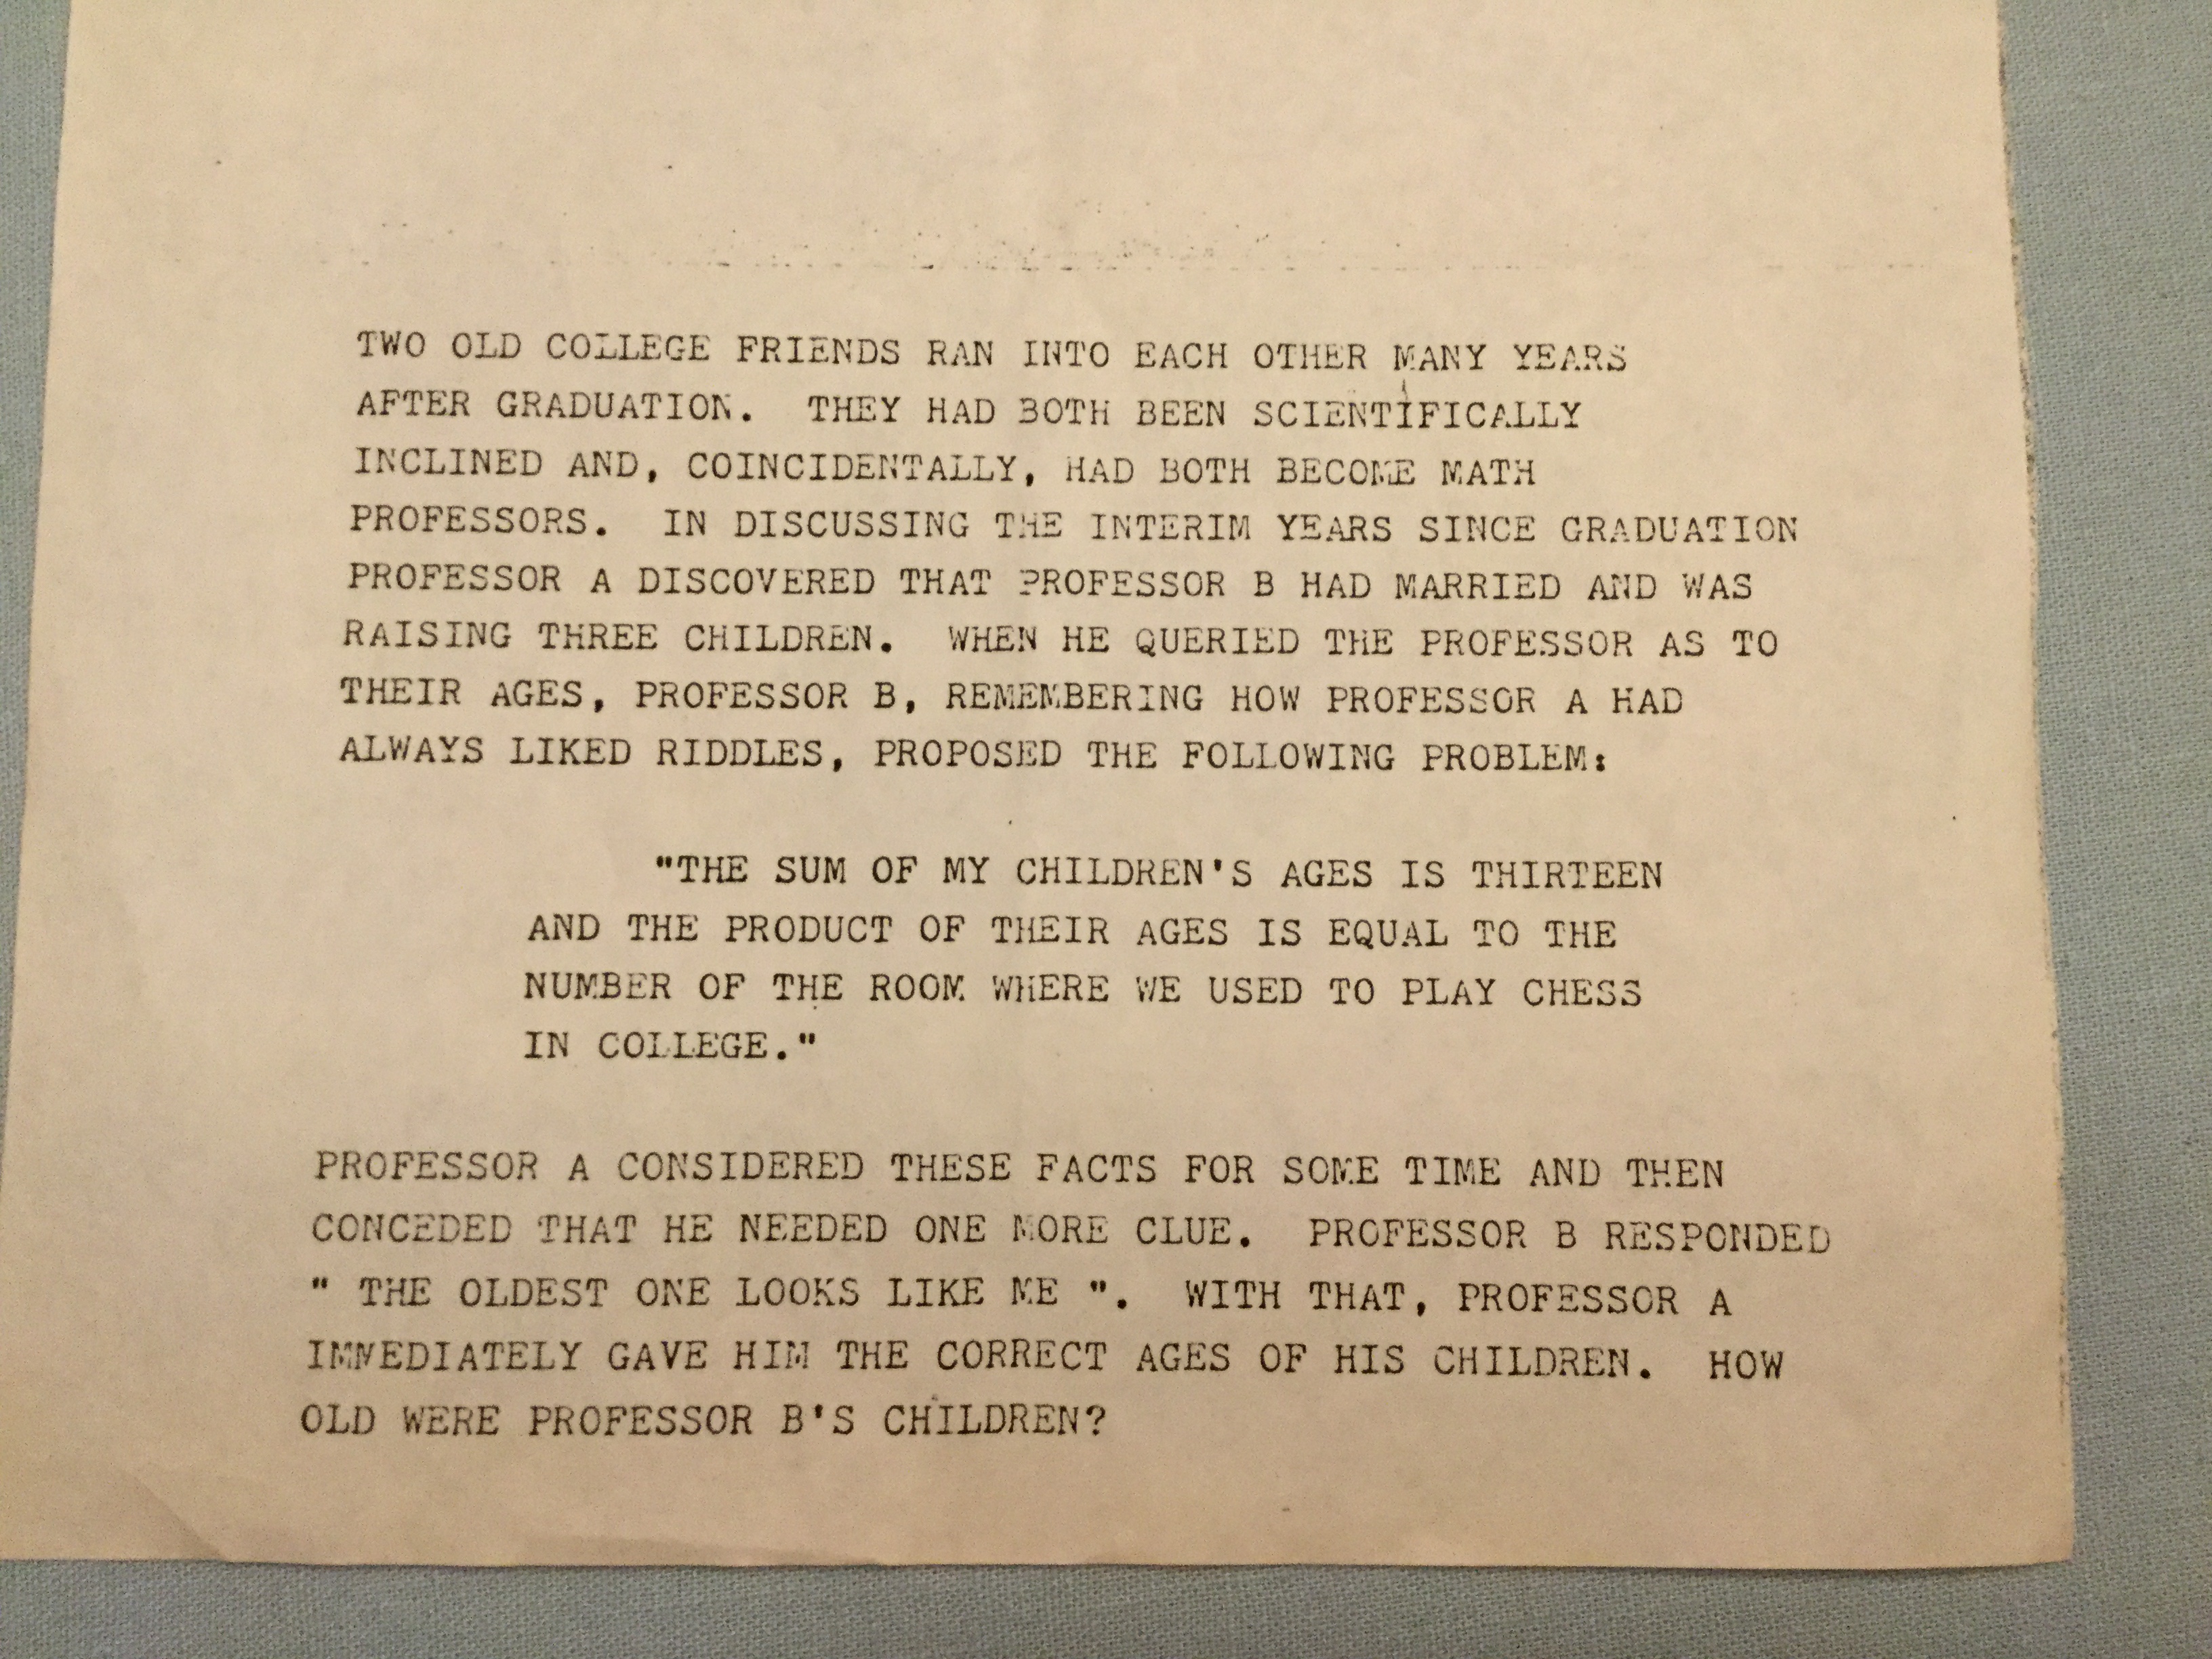 TWO OLD COLLEGE FRIENDS RAN INTO EACH OTHER MANY YEARS
AFTER GRADUATION. THEY HAD BOTH BEEN SCIENTIFICALLY
INCLINED AND, COINCIDENTALLY, HAD BOTH BECOME MATH
PROFESSORS. IN DISCUSSING THE INTERIM YEARS SINCE GRADUATION
PROFESSOR A DISCOVERED THAT PROFESSOR B HAD MARRIED AND WAS
RAISING THREE CHILDREN. WHEN HE QUERIED THE PROFESSOR AS TO
THEIR AGES, PROFESSOR B, REMEMBERING HOW PROFESSOR A HAD
ALWAYS LIKED RIDDLES, PROPOSED THE FOLLOWING PROBLEM:
"THE SUM OF MY CHILDREN'S AGES IS THIRTEEN
AND THE PRODUCT OF THEIR AGES IS EQUAL TO THE
NUMBER OF THE ROOM WHERE WE USED TO PLAY CHESS
IN COLLEGE."
PROFESSOR A CONSIDERED THESE FACTS FOR SOME TIME AND THEN
CONCEDED THAT HE NEEDED ONE MORE CLUE. PROFESSOR B RESPONDED
" THE OLDEST ONE LOOKS LIKE ME ". WITH THAT, PROFESSOR A
IMMEDIATELY GAVE HIM THE CORRECT AGES OF HIS CHILDREN. HOW
OLD WERE PROFESSOR B'S CHILDREN?